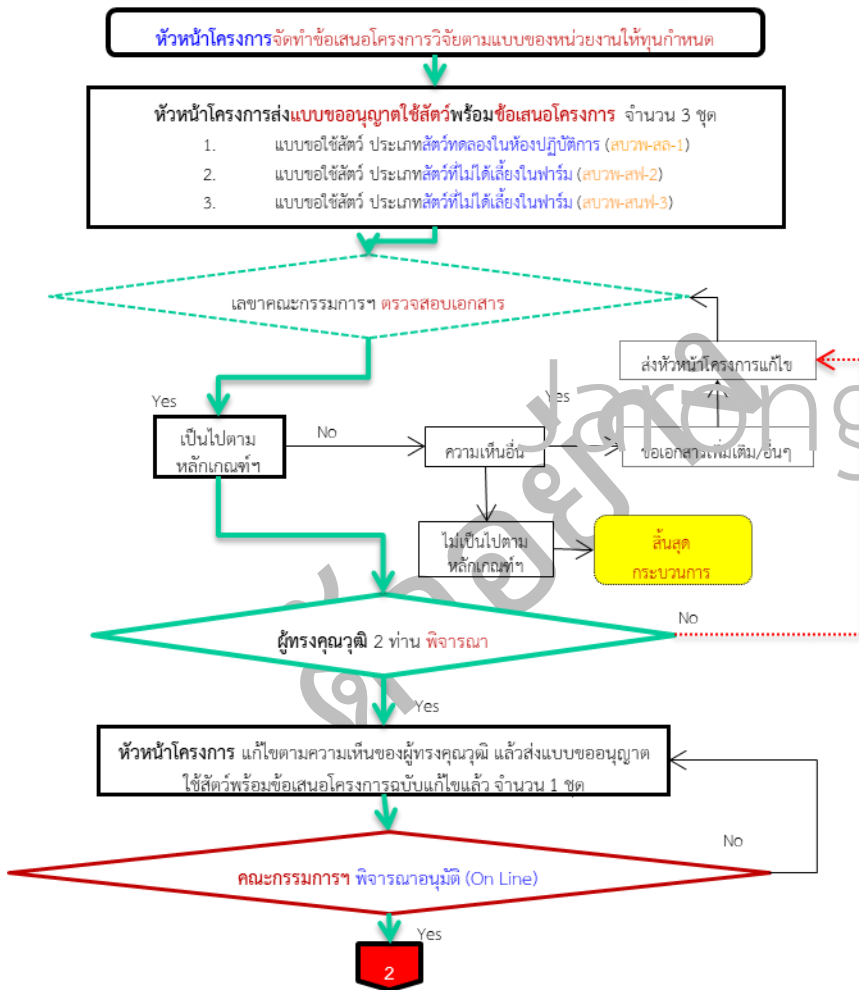 หัวหน้าโครงการจัดทำข้อเสนอโครงการวิจัยตามแบบของหน่วยงานให้ทุนกำหนด
หัวหน้าโครงการส่งแบบขออนุญาตใช้สัตว์พร้อมข้อเสนอโครงการ จำนวน 3 ชุด
1. แบบขอใช้สัตว์ ประเภทสัตว์ทดลองในห้องปฏิบัติการ (สบวพ-สล-1)
2. แบบขอใช้สัตว์ ประเภทสัตว์ที่ไม่ได้เลี้ยงในฟาร์ม (สบวพ-สฟ-2)
3. แบบขอใช้สัตว์ ประเภทสัตว์ที่ไม่ได้เลี้ยงในฟาร์ม (สบวพ-สนฟ-3)
เลขาคณะกรรมการฯ ตรวจสอบเอกสาร
ส่งหัวหน้าโครงการแก้ไข
Yes
Yes
เป็นไปตาม
หลักเกณฑ์ฯ
No
ความเห็นอื่น
ขอเอกสารเพิ่มเติม/อื่นๆ
ไม่เป็นไปตาม
หลักเกณฑ์ฯ
สิ้นสุด
กระบวนการ
ผู้ทรงคุณวุฒิ 2 ท่าน พิจารณา
No
Yes
หัวหน้าโครงการ แก้ไขตามความเห็นของผู้ทรงคุณวุฒิ แล้วส่งแบบขออนุญาต
ใช้สัตว์พร้อมข้อเสนอโครงการฉบับแก้ไขแล้ว จำนวน 1 ชุด
No
คณะกรรมการฯ พิจารณาอนุมัติ (On Line)
Yes
2
ตัวอย่าง
Jarong